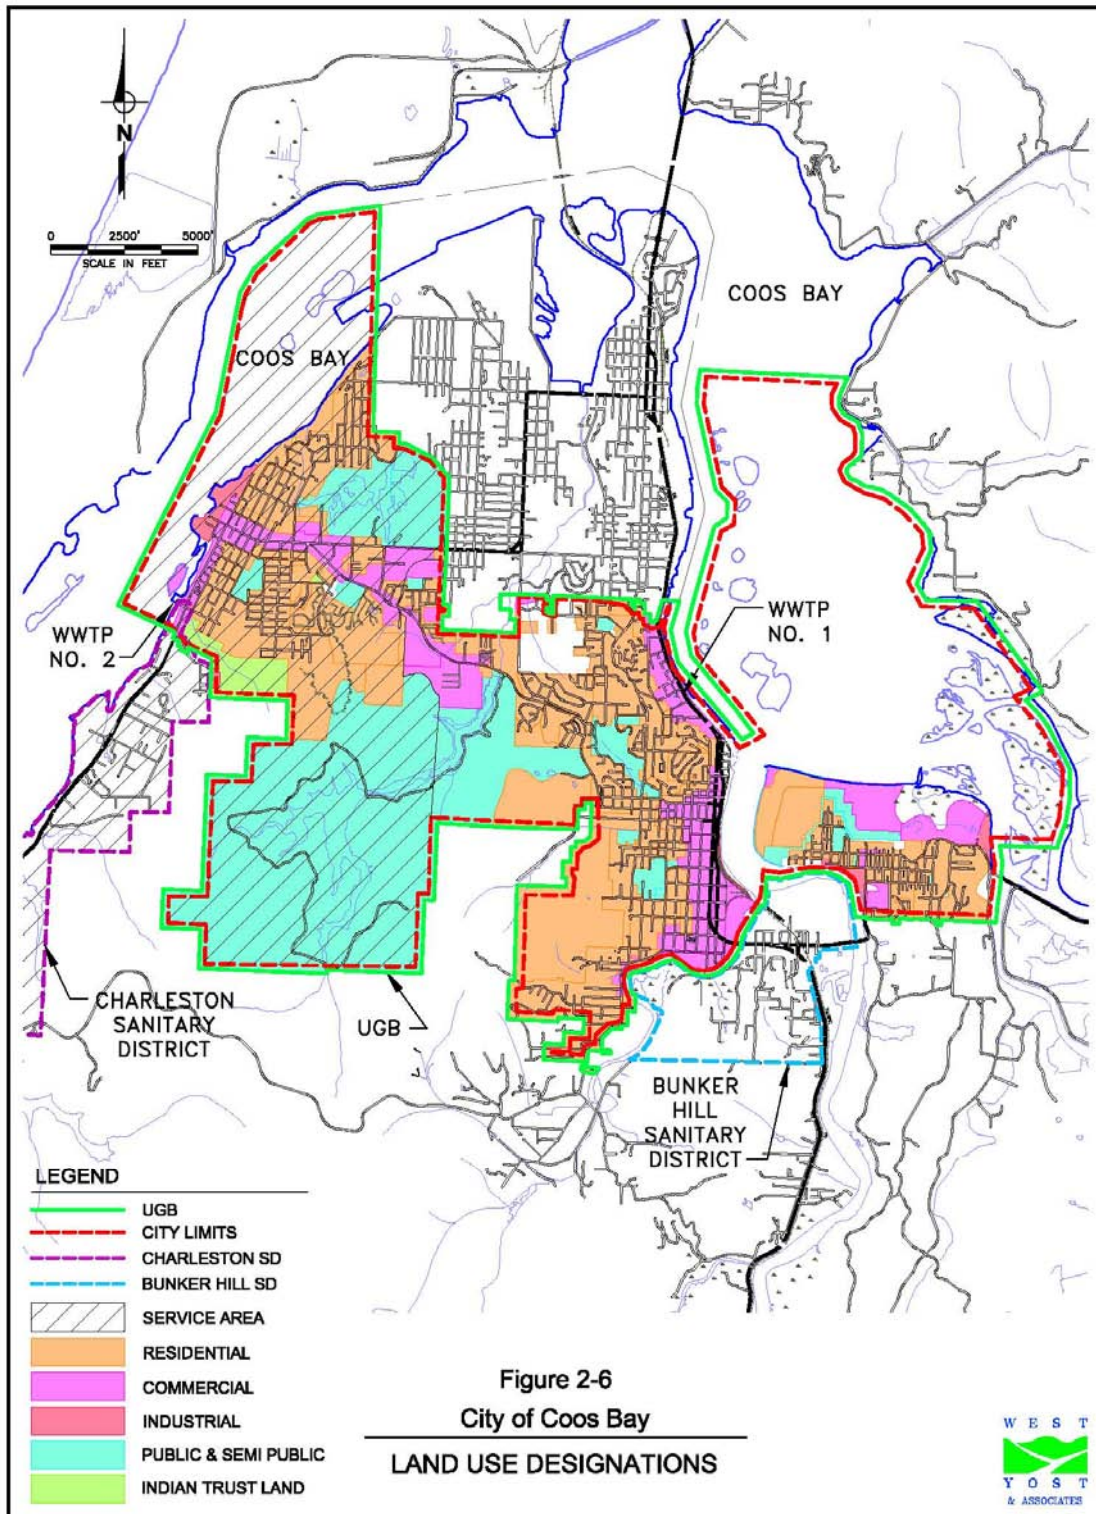 N
0 2500' 5000'
SCALE IN FEET
COOS BAY
COOS BAY
WWTP
NO. 2
WWTP
NO. 1
CHARLESTON
SANITARY
DISTRICT
UGB
BUNKER
HILL
SANITARY
DISTRICT
LEGEND
UGB
CITY LIMITS
CHARLESTON SD
BUNKER HILL SD
SERVICE AREA
RESIDENTIAL
COMMERCIAL
INDUSTRIAL
PUBLIC & SEMI PUBLIC
INDIAN TRUST LAND
Figure 2-6
City of Coos Bay
LAND USE DESIGNATIONS
WEST
YOST
& ASSOCIATES